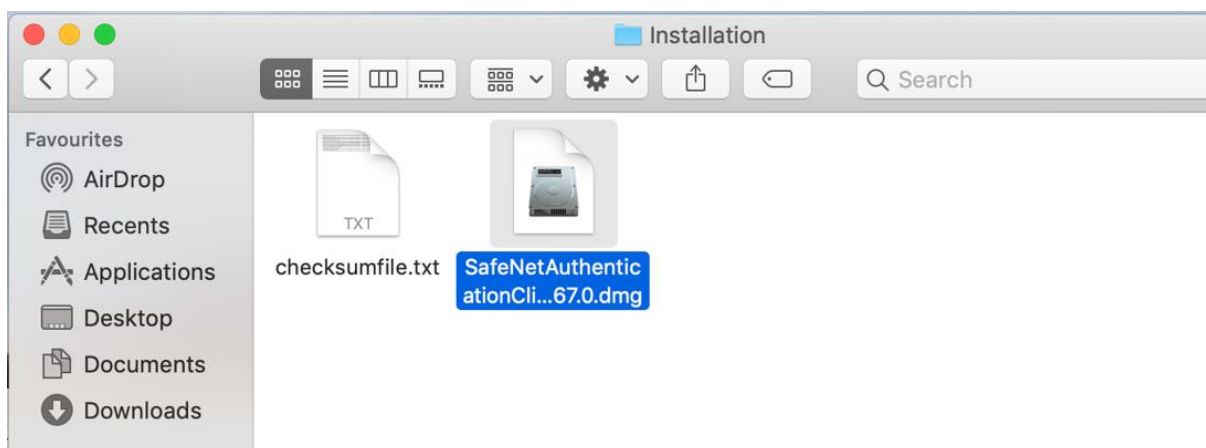 Installation
Search
Favourites
AirDrop
Recents
Applications
Desktop
Documents
Downloads
TXT
checksumfile.txt
SafeNetAuthentic
ationCli...67.0.dmg